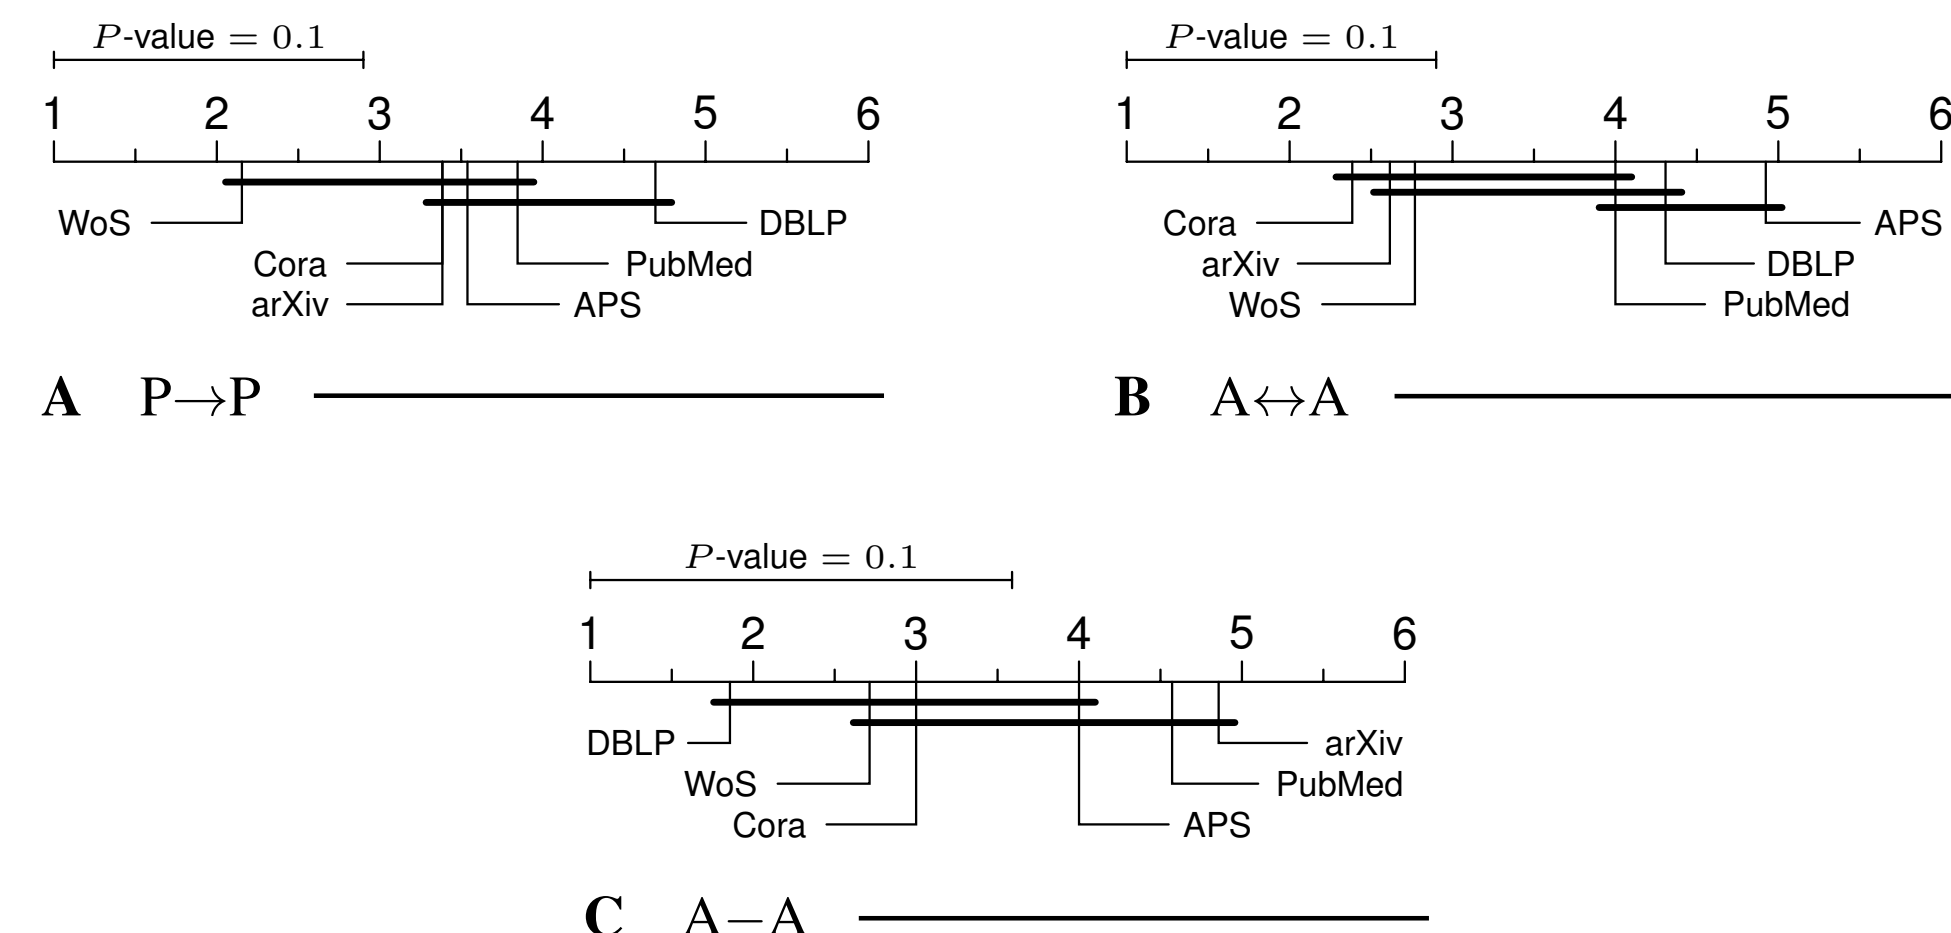 P-value = 0.1
1 2 3 4 5 6
WoS DBLP
Cora PubMed
arXiv APS
A P→P
P-value = 0.1
1 2 3 4 5 6
Cora APS
arXiv DBLP
WoS PubMed
B A↔A
P-value = 0.1
1 2 3 4 5 6
DBLP arXiv
WoS PubMed
Cora APS
C A–A